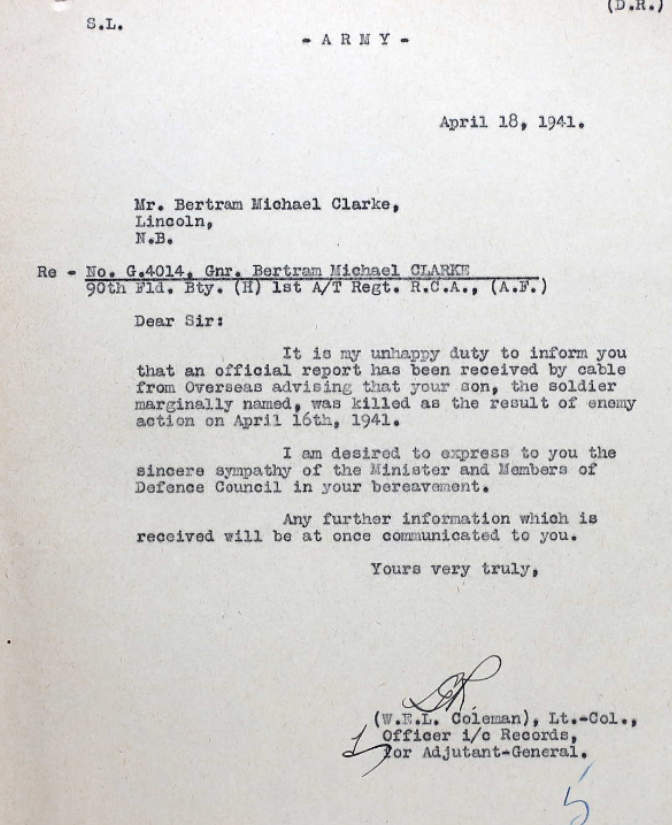 (D.R.)
S.L.
- A R M Y -
April 18, 1941.
Mr. Bertram Michael Clarke,
Lincoln,
N.B.
Re - No. G.4014, Gnr. Bertram Michael CLARKE
90th Fld. Bty. (H) 1st A/T Regt. R.C.A., (A.F.)
Dear Sir:
It is my unhappy duty to inform you
that an official report has been received by cable
from Overseas advising that your son, the soldier
marginally named, was killed as the result of enemy
action on April 16th, 1941.
I am desired to express to you the
sincere sympathy of the Minister and Members of
Defence Council in your bereavement.
Any further information which is
received will be at once communicated to you.
Yours very truly,
(W.E.L. Coleman), Lt.-Col.,
Officer i/c Records,
for Adjutant-General.
5